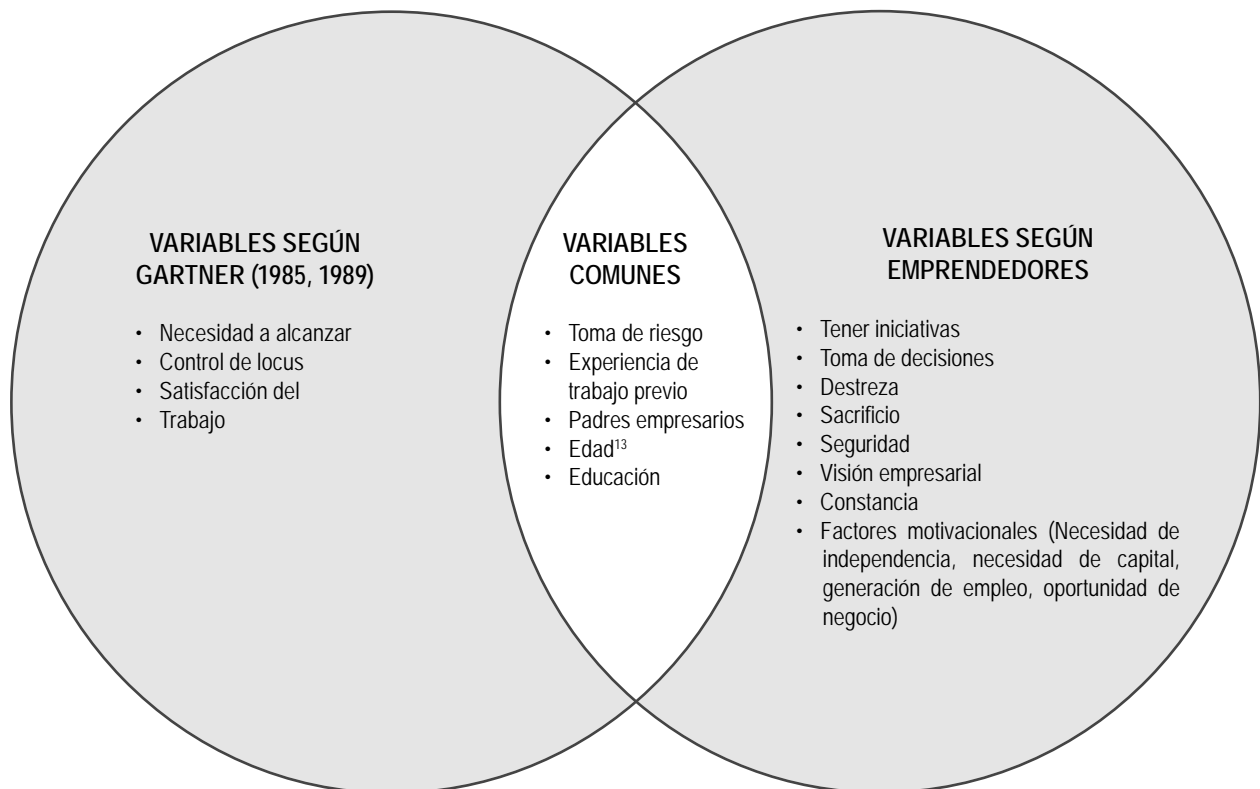 VARIABLES SEGÚN
GARTNER (1985, 1989)
• Necesidad a alcanzar
• Control de locus
• Satisfacción del
• Trabajo
VARIABLES
COMUNES
• Toma de riesgo
• Experiencia de
trabajo previo
• Padres empresarios
• Edad¹³
• Educación
VARIABLES SEGÚN
EMPRENDEDORES
• Tener iniciativas
• Toma de decisiones
• Destreza
• Sacrificio
• Seguridad
• Visión empresarial
• Constancia
• Factores motivacionales (Necesidad de
independencia, necesidad de capital,
generación de empleo, oportunidad de
negocio)